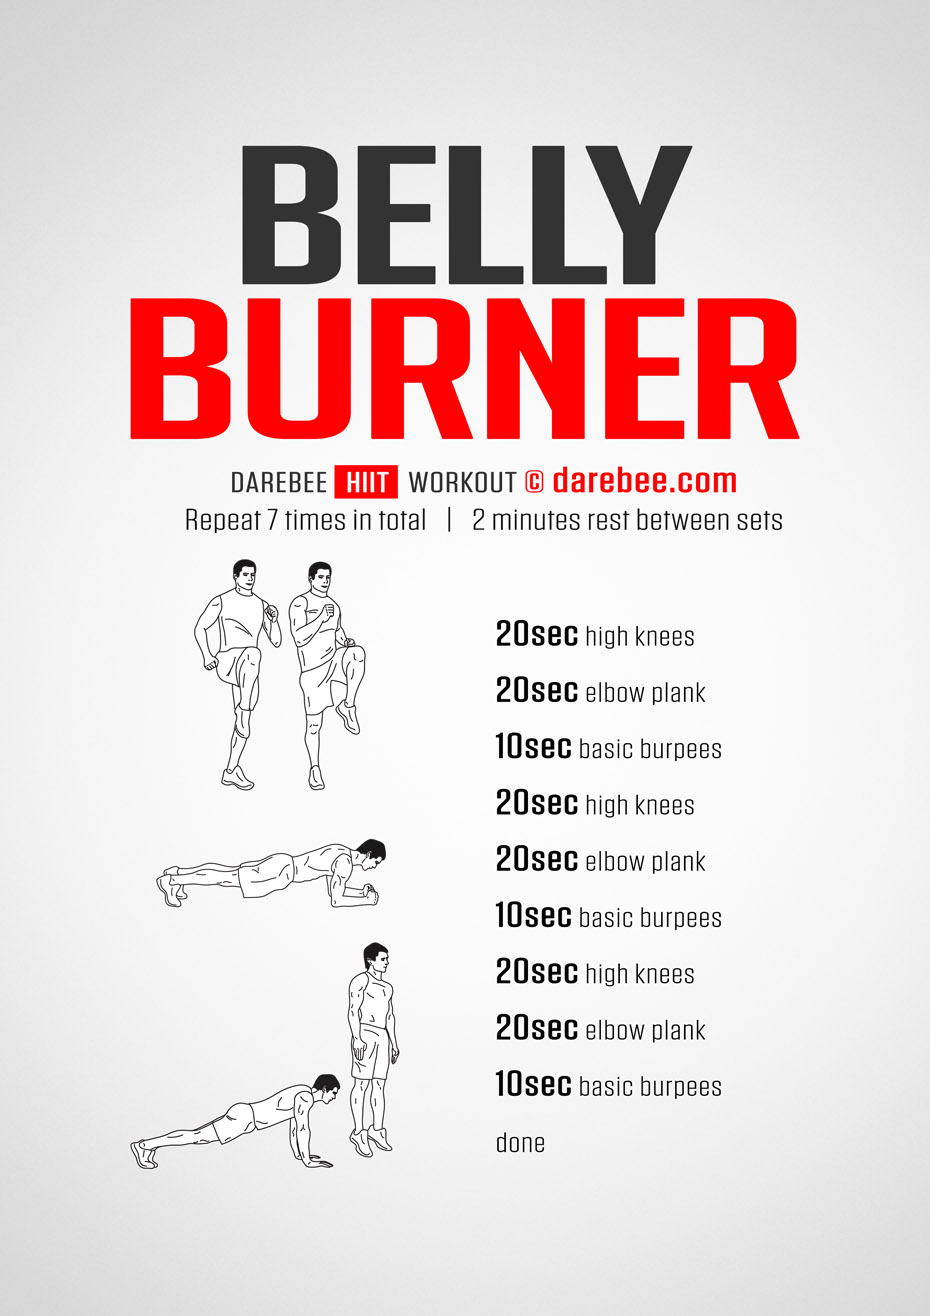 BELLY
BURNER
DAREBEE HIIT WORKOUT © darebee.com
Repeat 7 times in total | 2 minutes rest between sets
20sec high knees
20sec elbow plank
10sec basic burpees
20sec high knees
20sec elbow plank
10sec basic burpees
20sec high knees
20sec elbow plank
10sec basic burpees
done